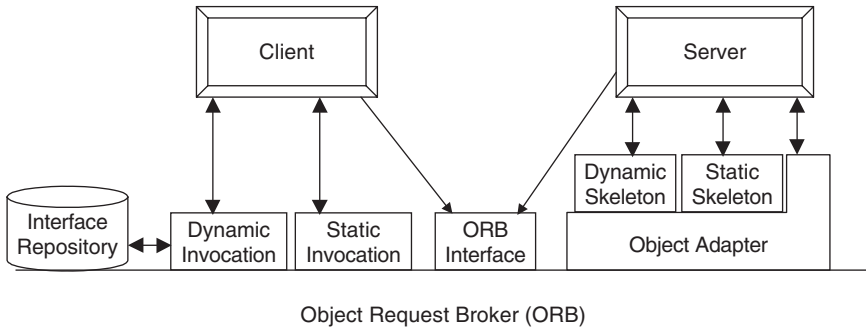 Client
Server
Dynamic
Skeleton
Static
Skeleton
Interface
Repository
Dynamic
Invocation
Static
Invocation
ORB
Interface
Object Adapter
Object Request Broker (ORB)